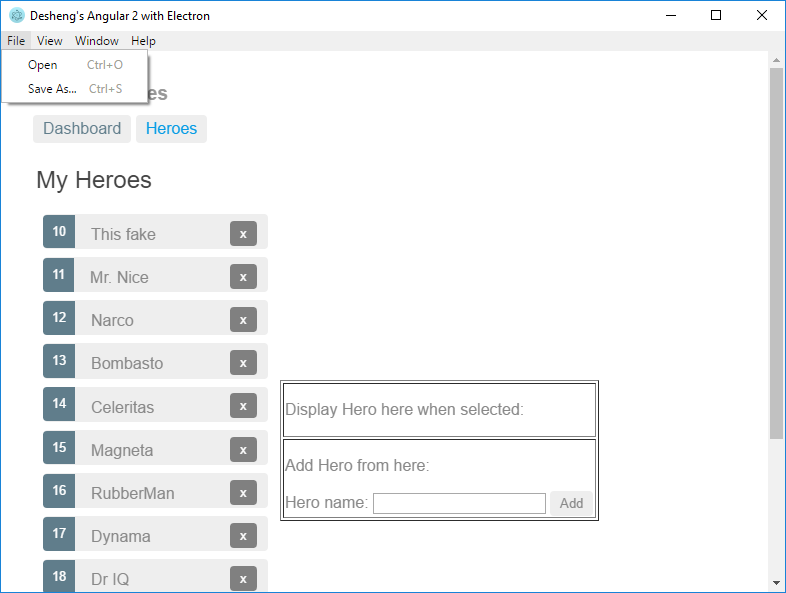 Desheng's Angular 2 with Electron
File View Window Help
Open Ctrl+O
Save As... Ctrl+S
es
Dashboard Heroes
My Heroes
10 This fake x
11 Mr. Nice x
12 Narco x
13 Bombasto x
14 Celeritas x
15 Magneta x
16 RubberMan x
17 Dynama x
18 Dr IQ x
Display Hero here when selected:
Add Hero from here:
Hero name: Add